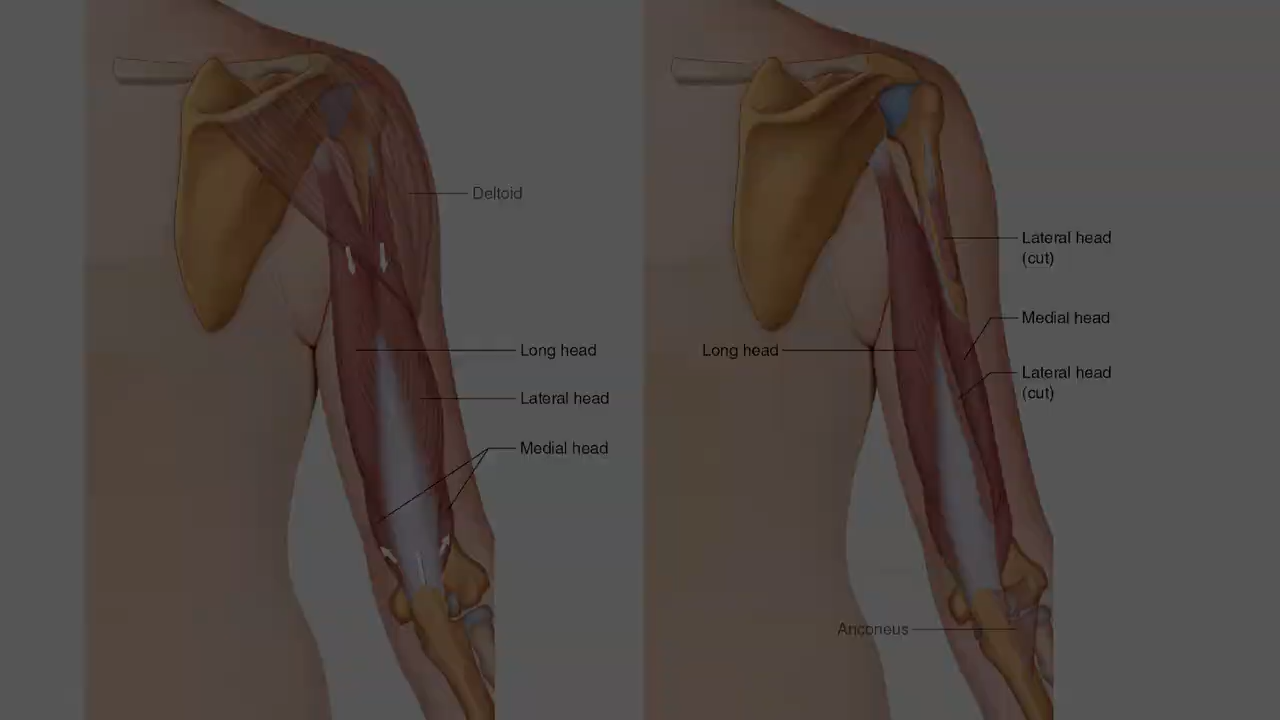 Deltoid
Long head
Lateral head
Medial head
Lateral head
(cut)
Medial head
Long head
Lateral head
(cut)
Anconeus